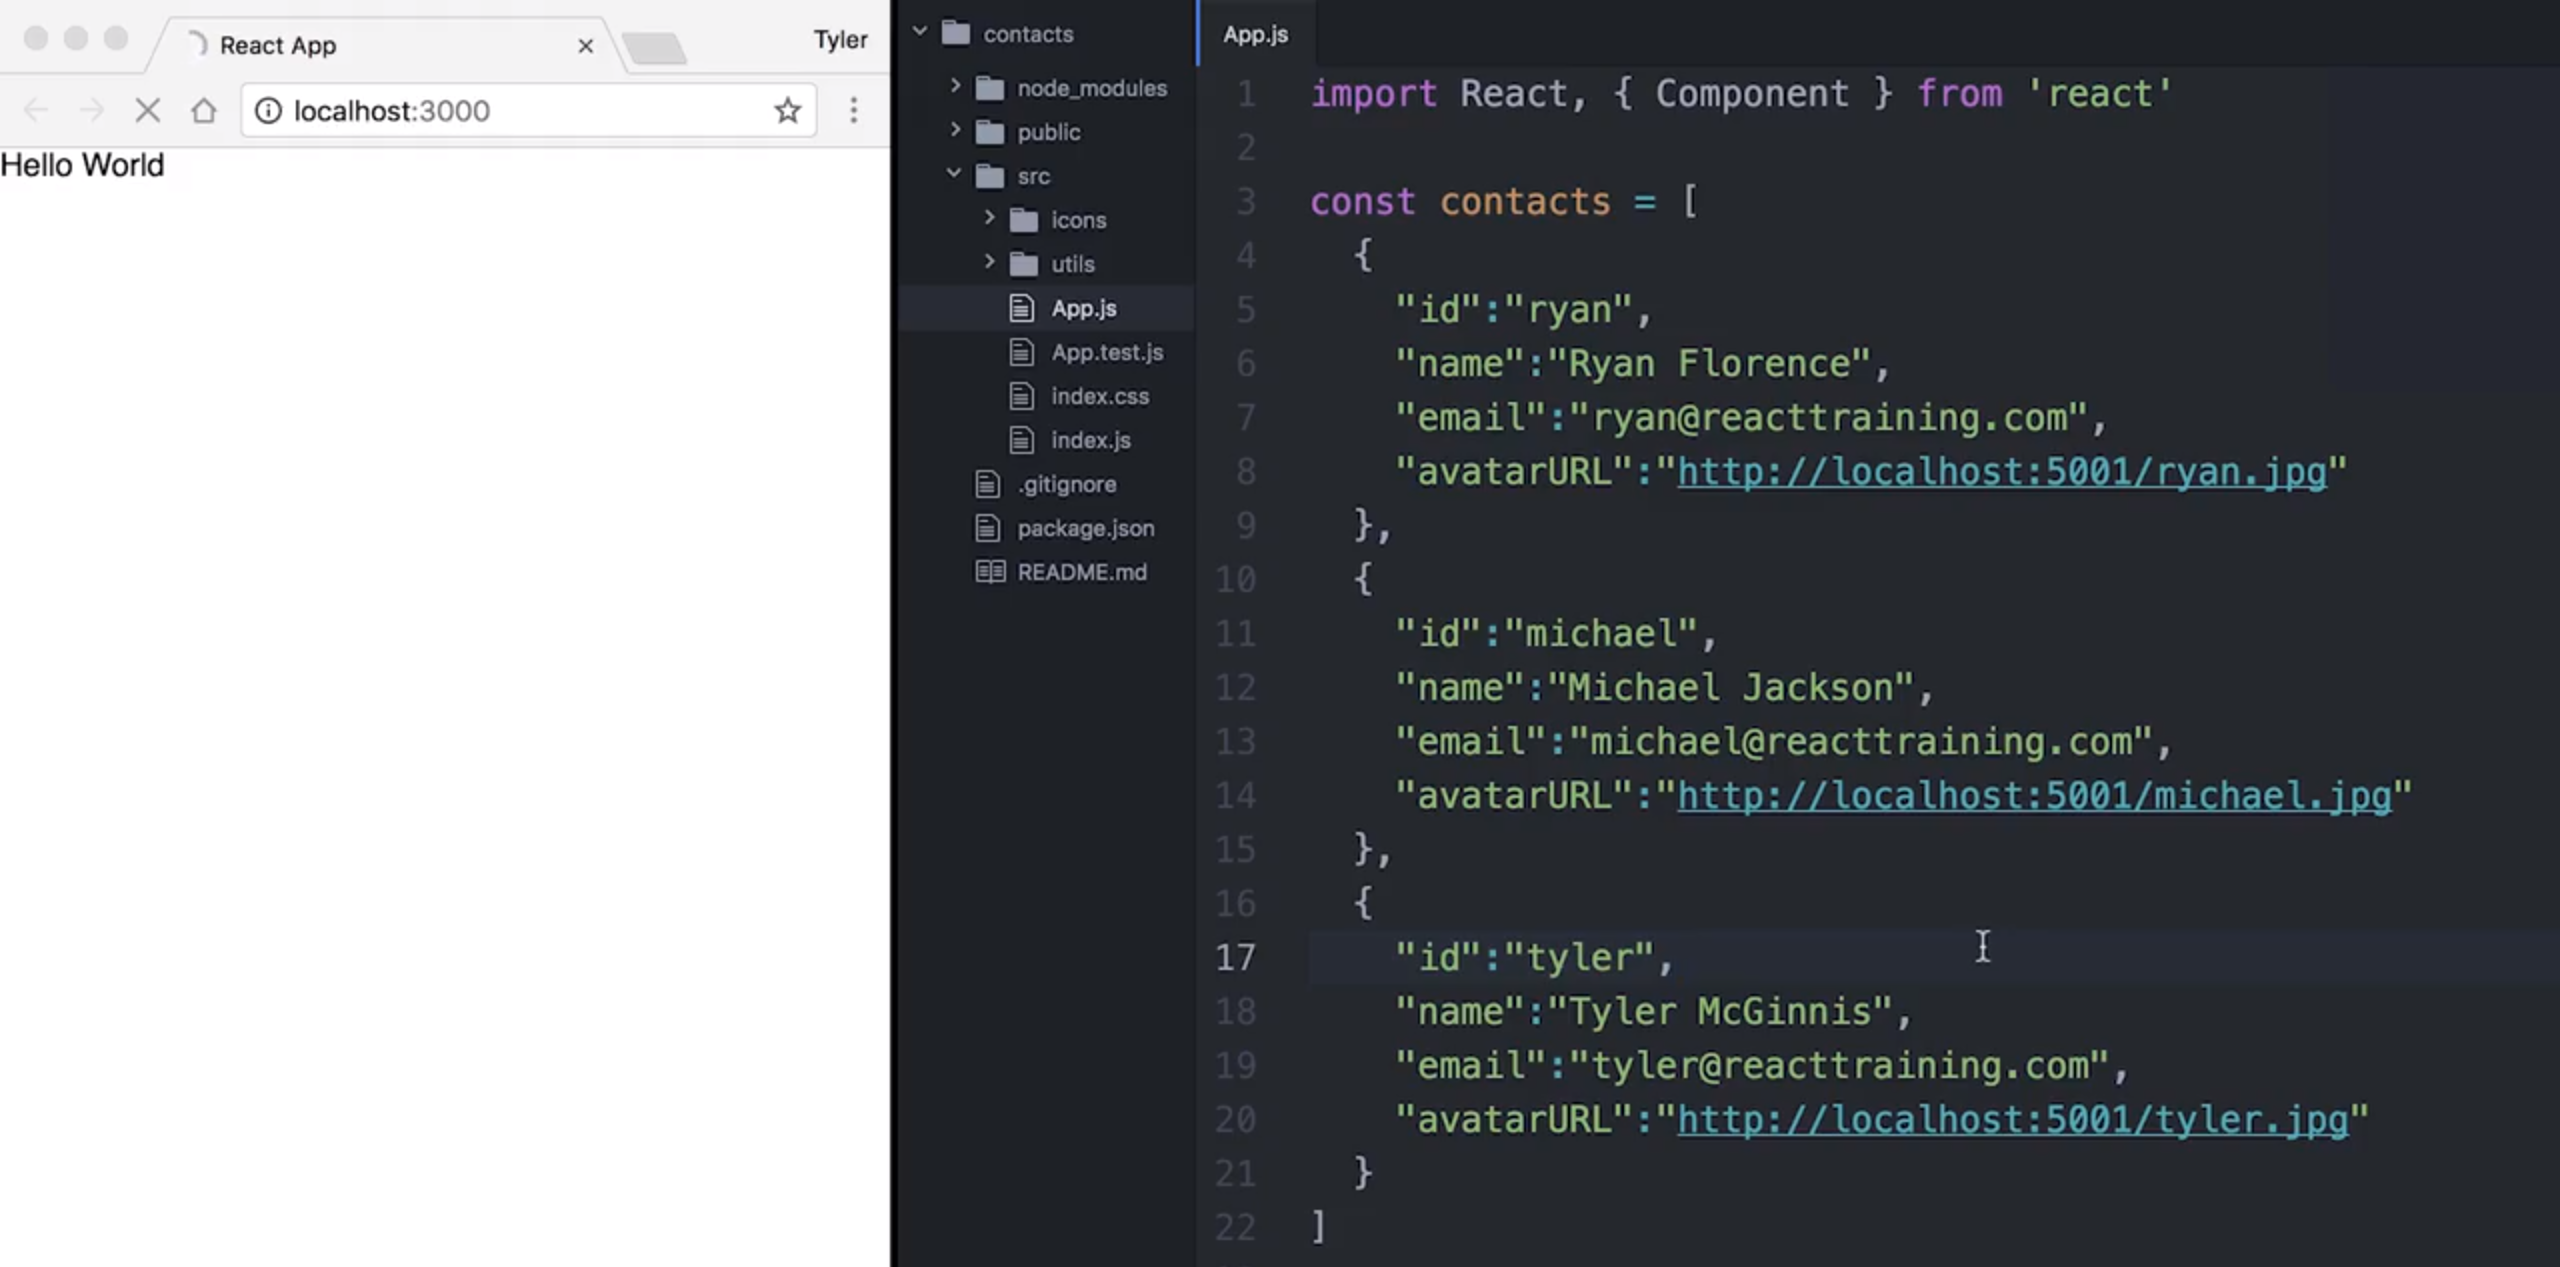 React App
Tyler
localhost:3000
Hello World
contacts
node_modules
public
src
icons
utils
App.js
App.test.js
index.css
index.js
.gitignore
package.json
README.md
App.js
1 import React, { Component } from 'react'
2
3 const contacts = [
4 {
5 "id":"ryan",
6 "name":"Ryan Florence",
7 "email":"ryan@reacttraining.com",
8 "avatarURL":"http://localhost:5001/ryan.jpg"
9 },
10 {
11 "id":"michael",
12 "name":"Michael Jackson",
13 "email":"michael@reacttraining.com",
14 "avatarURL":"http://localhost:5001/michael.jpg"
15 },
16 {
17 "id":"tyler",
18 "name":"Tyler McGinnis",
19 "email":"tyler@reacttraining.com",
20 "avatarURL":"http://localhost:5001/tyler.jpg"
21 }
22 ]